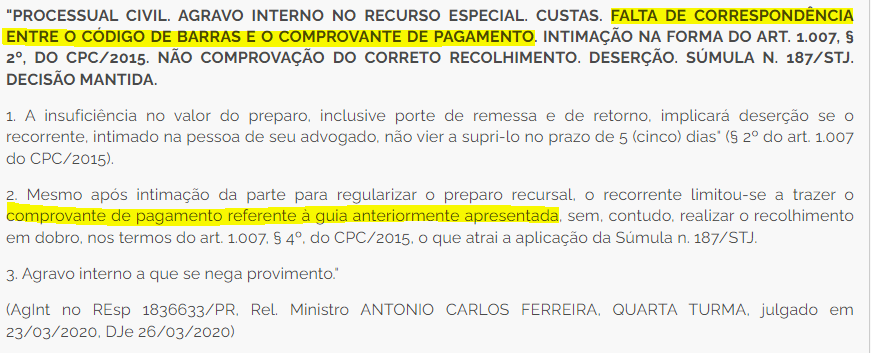 "PROCESSUAL CIVIL. AGRAVO INTERNO NO RECURSO ESPECIAL. CUSTAS. FALTA DE CORRESPONDÊNCIA
ENTRE O CÓDIGO DE BARRAS E O COMPROVANTE DE PAGAMENTO. INTIMAÇÃO NA FORMA DO ART. 1.007, §
2º, DO CPC/2015. NÃO COMPROVAÇÃO DO CORRETO RECOLHIMENTO. DESERÇÃO. SÚMULA N. 187/STJ.
DECISÃO MANTIDA.
1. A insuficiência no valor do preparo, inclusive porte de remessa e de retorno, implicará deserção se o
recorrente, intimado na pessoa de seu advogado, não vier a supri-lo no prazo de 5 (cinco) dias" (§ 2º do art. 1.007
do CPC/2015).
2. Mesmo após intimação da parte para regularizar o preparo recursal, o recorrente limitou-se a trazer o
comprovante de pagamento referente à guia anteriormente apresentada, sem, contudo, realizar o recolhimento
em dobro, nos termos do art. 1.007, § 4º, do CPC/2015, o que atrai a aplicação da Súmula n. 187/STJ.
3. Agravo interno a que se nega provimento."
(AgInt no REsp 1836633/PR, Rel. Ministro ANTONIO CARLOS FERREIRA, QUARTA TURMA, julgado em
23/03/2020, DJe 26/03/2020)